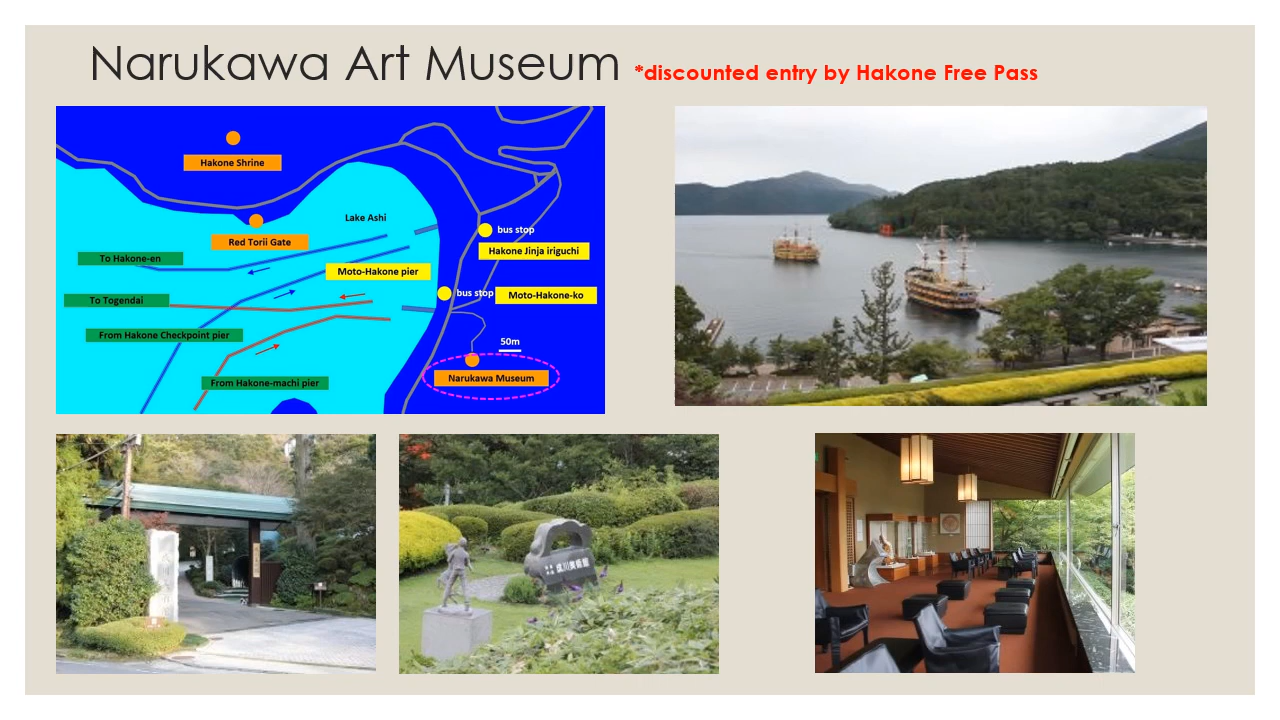 Narukawa Art Museum *discounted entry by Hakone Free Pass
Hakone Shrine
Red Torii Gate
Lake Ashi
To Hakone-en
Moto-Hakone pier
To Togendai
From Hakone Checkpoint pier
From Hakone-machi pier
bus stop
Hakone Jinja iriguchi
bus stop
Moto-Hakone-ko
50m
Narukawa Museum